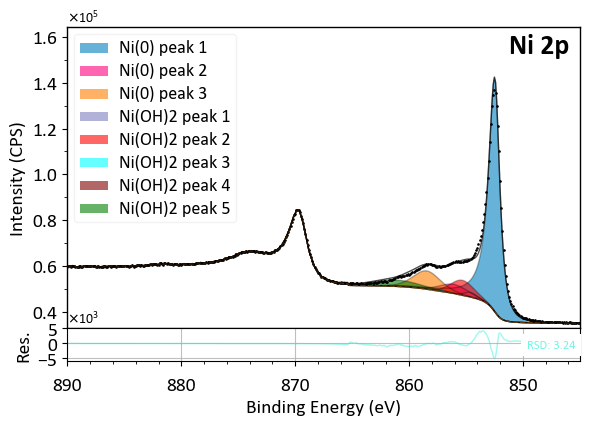 ×10⁵
Ni 2p
Ni(0) peak 1
Ni(0) peak 2
Ni(0) peak 3
Ni(OH)2 peak 1
Ni(OH)2 peak 2
Ni(OH)2 peak 3
Ni(OH)2 peak 4
Ni(OH)2 peak 5
1.6
1.4
1.2
1.0
0.8
0.6
0.4
Intensity (CPS)
×10³
5
0
−5
Res.
RSD: 3.24
890 880 870 860 850
Binding Energy (eV)